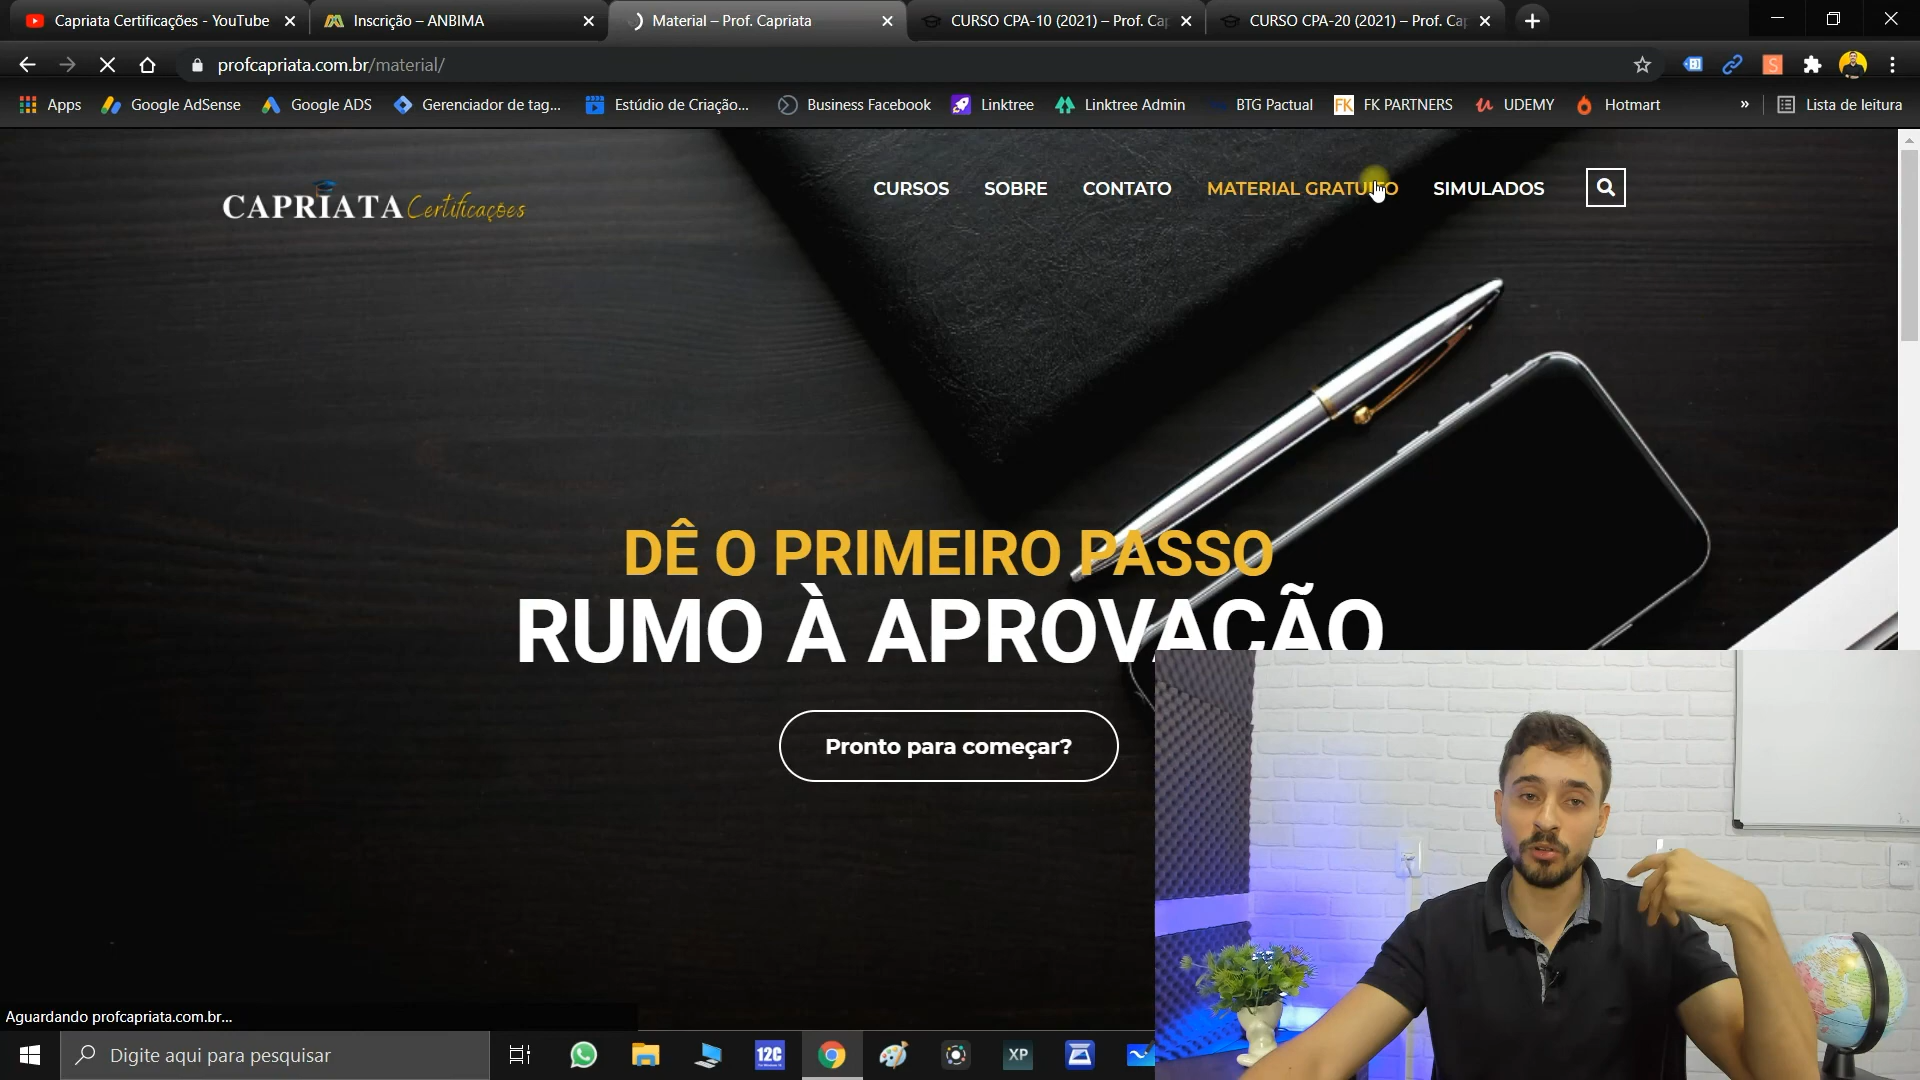 Capriata Certificações - YouTube
Inscrição – ANBIMA
Material – Prof. Capriata
CURSO CPA-10 (2021) – Prof. Ca
CURSO CPA-20 (2021) – Prof. Ca
profcapriata.com.br/material/
Apps
Google AdSense
Google ADS
Gerenciador de tag...
Estúdio de Criação...
Business Facebook
Linktree
Linktree Admin
BTG Pactual
FK FK PARTNERS
UDEMY
Hotmart
»
Lista de leitura
CAPRIATA Certificações
CURSOS
SOBRE
CONTATO
MATERIAL GRATUITO
SIMULADOS
DÊ O PRIMEIRO PASSO
RUMO À APROVAÇÃO
Pronto para começar?
Aguardando profcapriata.com.br...
Digite aqui para pesquisar
12C
XP